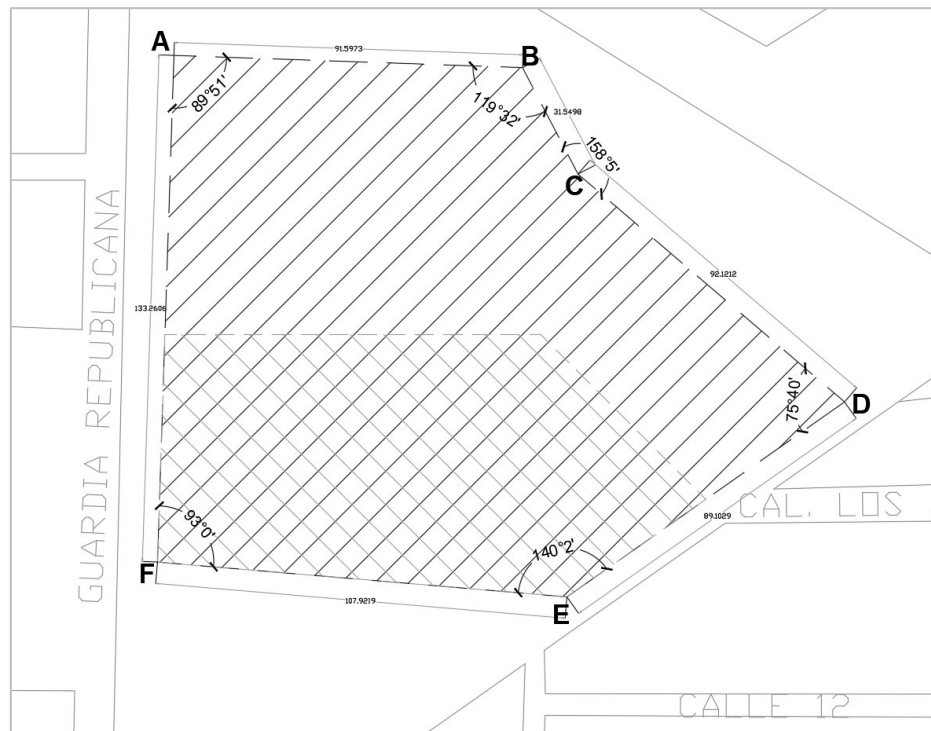 A
91.5973
B
89°51'
119°32'
31.5498
158°5'
C
92.1212
133.2606
GUARDIA REPUBLICANA
75°40'
D
89.1029
CAL. LOS
93°0'
140°2'
F
107.9219
E
CALLE 12